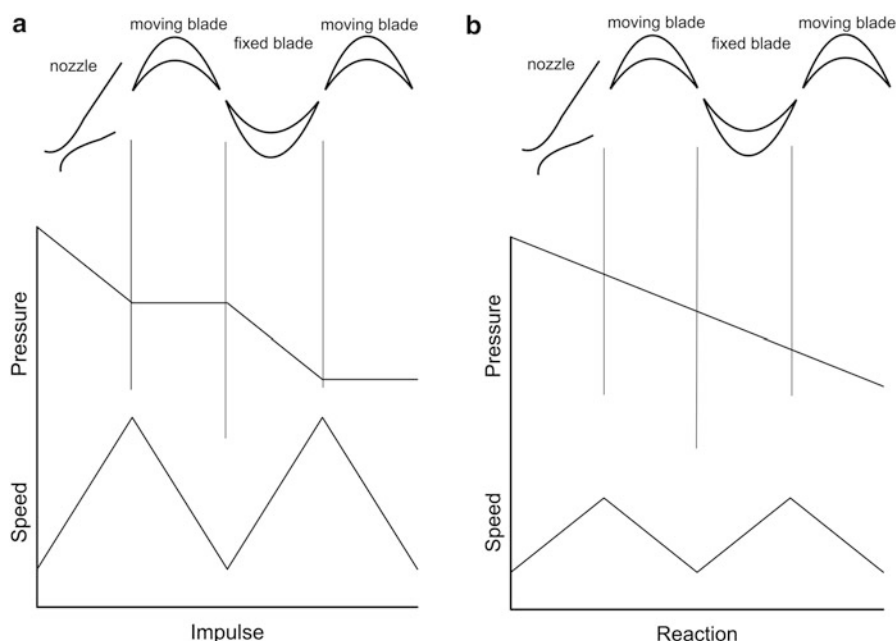 a
moving blade
fixed blade
moving blade
nozzle
Pressure
Speed
Impulse
b
moving blade
fixed blade
moving blade
nozzle
Pressure
Speed
Reaction